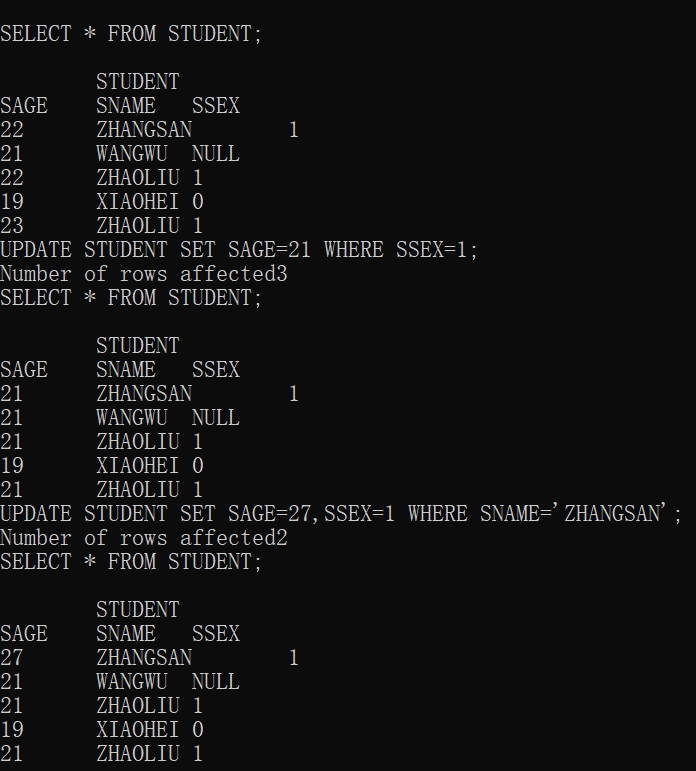 SELECT * FROM STUDENT;
STUDENT
SAGE SNAME SSEX
22 ZHANGSAN 1
21 WANGWU NULL
22 ZHAOLIU 1
19 XIAOHEI 0
23 ZHAOLIU 1
UPDATE STUDENT SET SAGE=21 WHERE SSEX=1;
Number of rows affected3
SELECT * FROM STUDENT;
STUDENT
SAGE SNAME SSEX
21 ZHANGSAN 1
21 WANGWU NULL
21 ZHAOLIU 1
19 XIAOHEI 0
21 ZHAOLIU 1
UPDATE STUDENT SET SAGE=27,SSEX=1 WHERE SNAME='ZHANGSAN';
Number of rows affected2
SELECT * FROM STUDENT;
STUDENT
SAGE SNAME SSEX
27 ZHANGSAN 1
21 WANGWU NULL
21 ZHAOLIU 1
19 XIAOHEI 0
21 ZHAOLIU 1